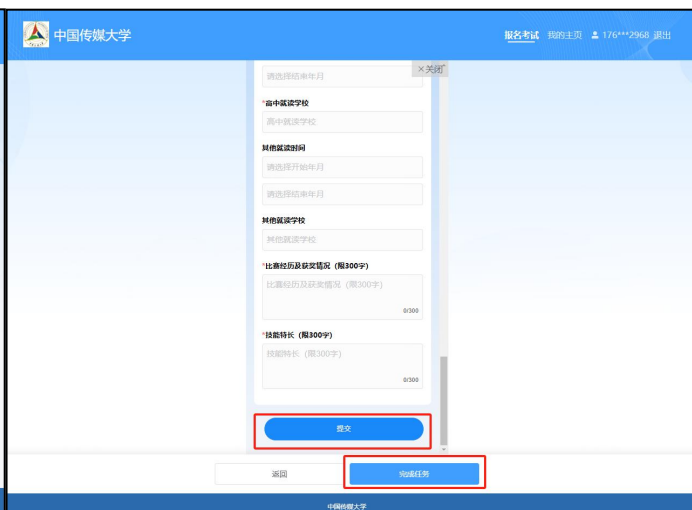 中国传媒大学
报名考试 我的主页 176***2968 退出
×关闭
请选择结束年月
*高中就读学校
高中就读学校
其他就读时间
请选择开始年月
请选择结束年月
其他就读学校
其他就读学校
*比赛经历及获奖情况（限300字）
比赛经历及获奖情况（限300字）
0/300
*技能特长（限300字）
技能特长（限300字）
0/300
提交
返回 完成任务
中国传媒大学